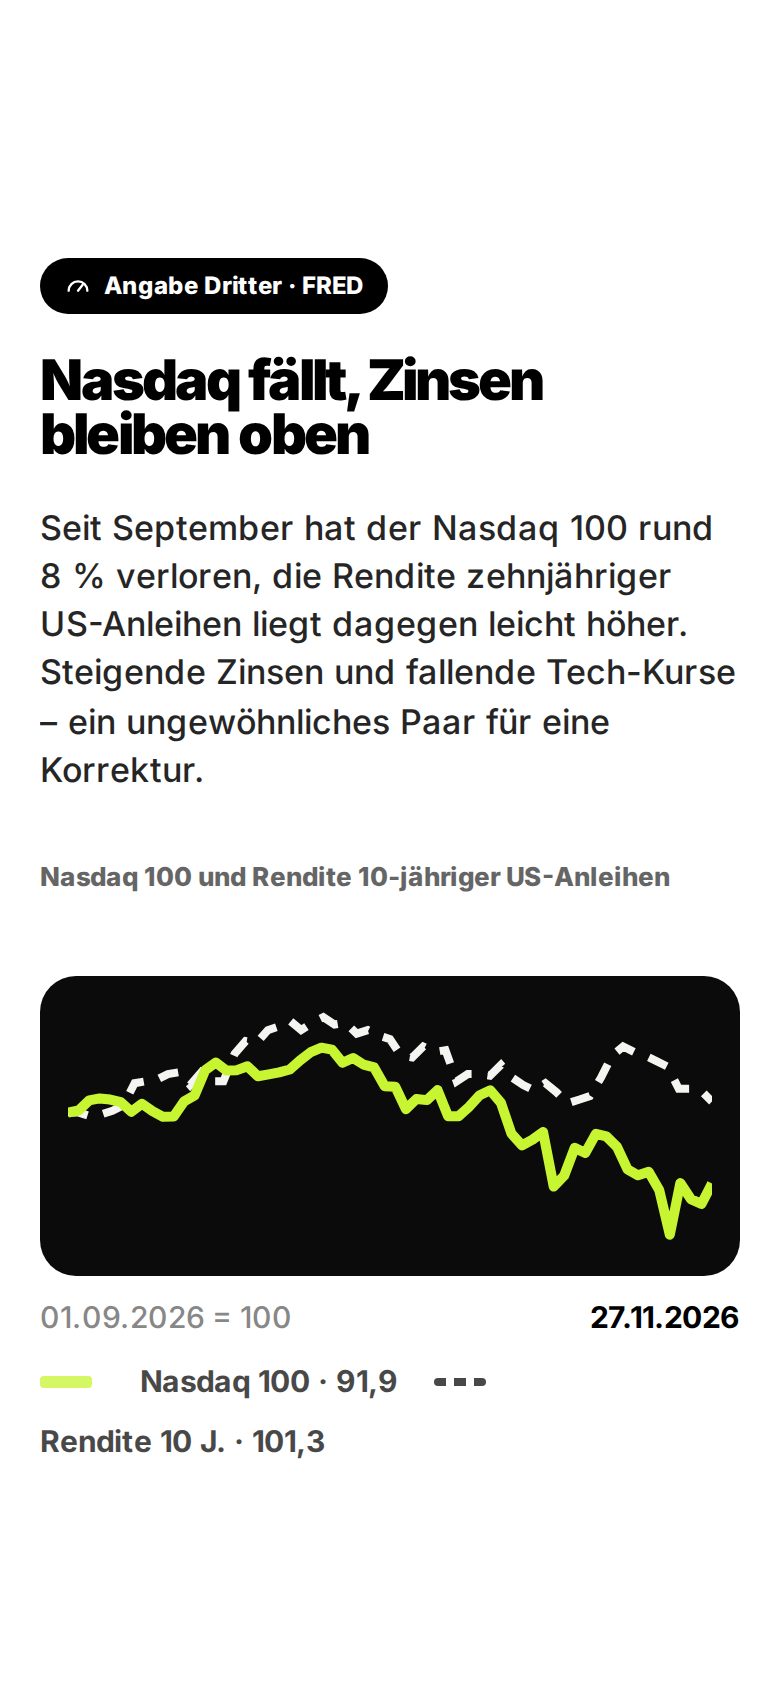 Angabe Dritter · FRED
Nasdaq fällt, Zinsen
bleiben oben
Seit September hat der Nasdaq 100 rund
8 % verloren, die Rendite zehnjähriger
US-Anleihen liegt dagegen leicht höher.
Steigende Zinsen und fallende Tech-Kurse
– ein ungewöhnliches Paar für eine
Korrektur.
Nasdaq 100 und Rendite 10-jähriger US-Anleihen
01.09.2026 = 100 27.11.2026
Nasdaq 100 · 91,9
Rendite 10 J. · 101,3